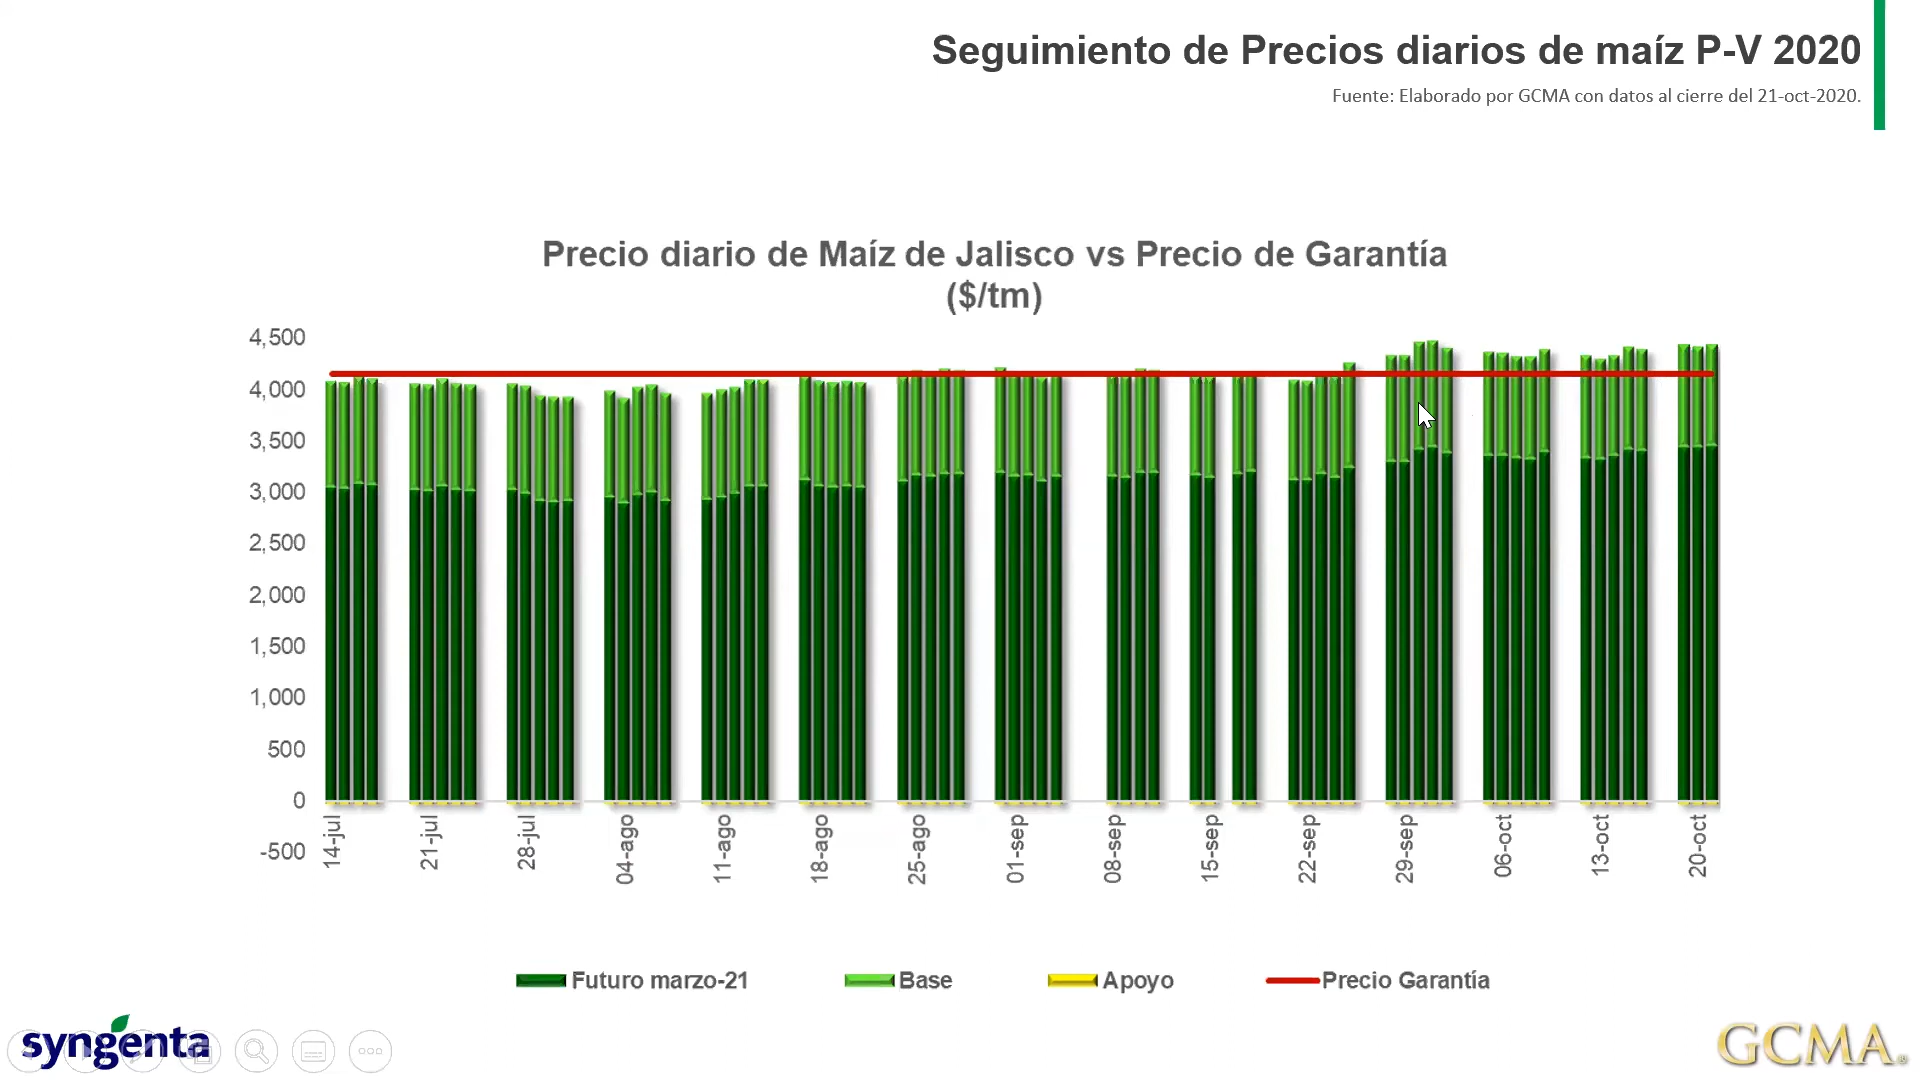 Seguimiento de Precios diarios de maíz P-V 2020
Fuente: Elaborado por GCMA con datos al cierre del 21-oct-2020.
Precio diario de Maíz de Jalisco vs Precio de Garantía
($/tm)
4,500
4,000
3,500
3,000
2,500
2,000
1,500
1,000
500
0
-500
14-jul
21-jul
28-jul
04-ago
11-ago
18-ago
25-ago
01-sep
08-sep
15-sep
22-sep
29-sep
06-oct
13-oct
20-oct
Futuro marzo-21
Base
Apoyo
Precio Garantía
syngenta
GCMA